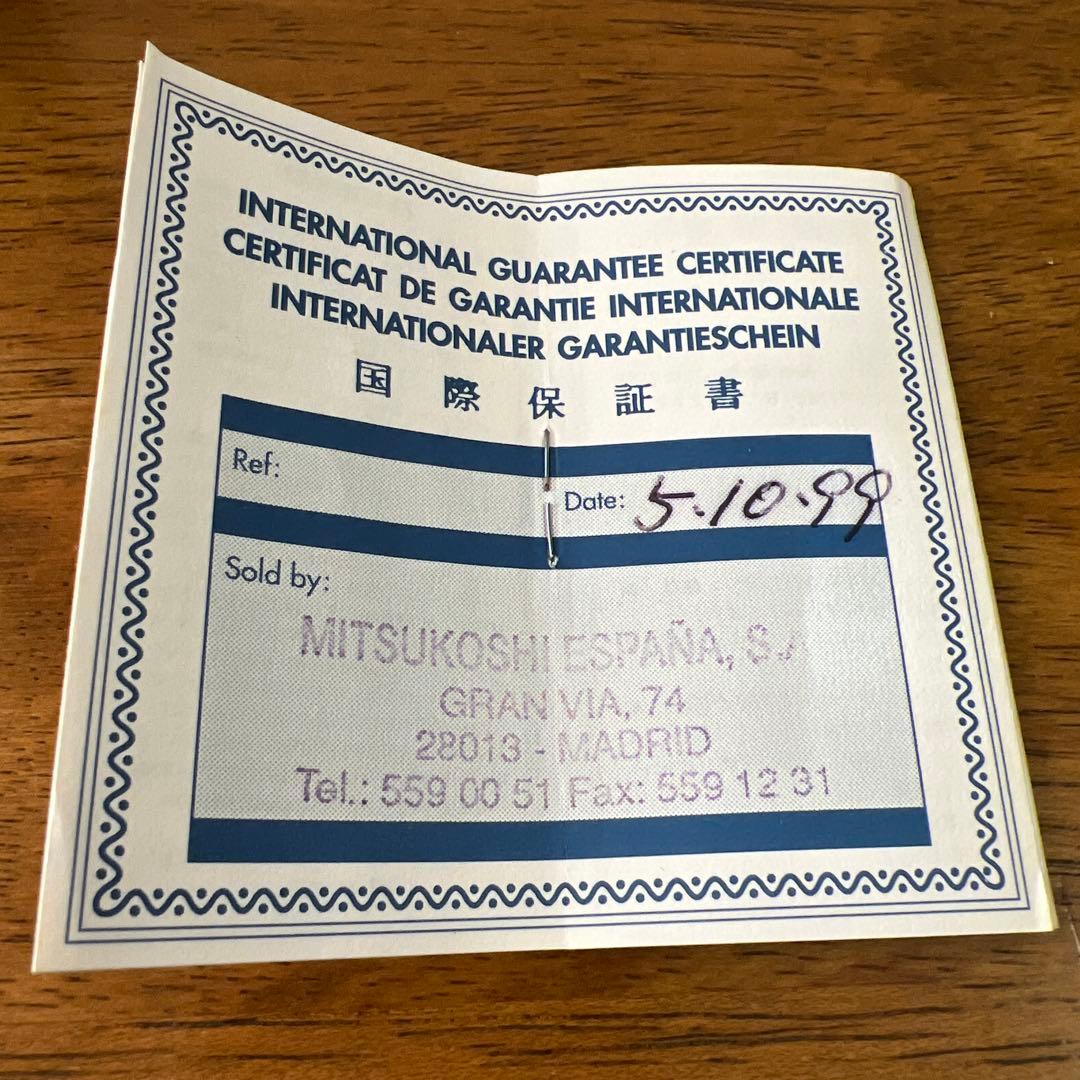 INTERNATIONAL GUARANTEE CERTIFICATE
CERTIFICAT DE GARANTIE INTERNATIONALE
INTERNATIONALER GARANTIESCHEIN
国際保証書
Ref:
Date: 5.10.99
Sold by:
MITSUKOSHI ESPAÑA, S.
GRAN VIA, 74
28013 - MADRID
Tel.: 559 00 51 Fax: 559 12 31